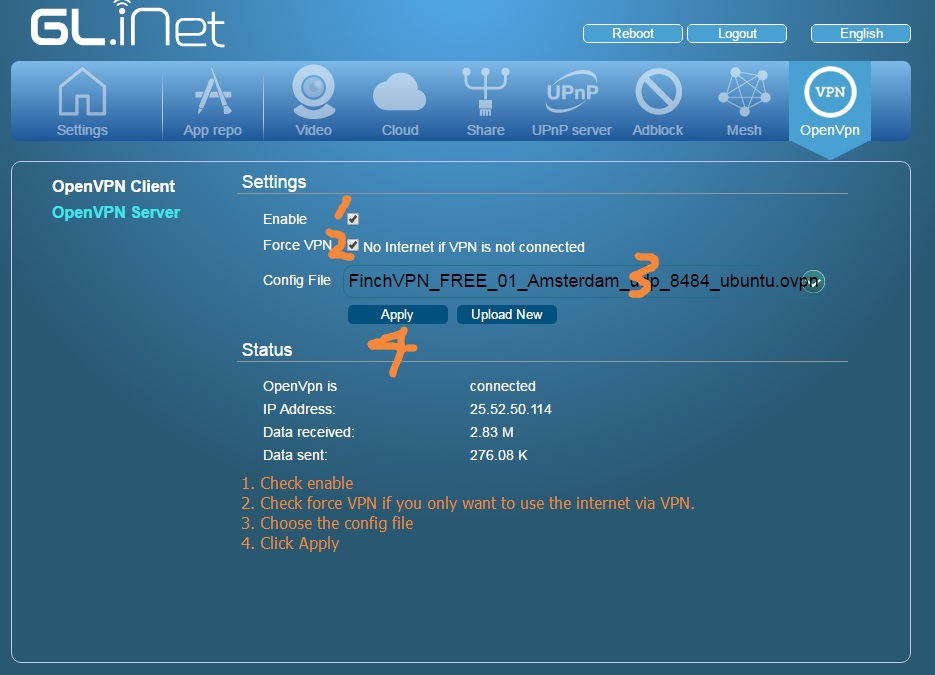 GL.iNet
Reboot Logout English
Settings App repo Video Cloud Share UPnP server Adblock Mesh OpenVpn
UPnP VPN
OpenVPN Client
OpenVPN Server
Settings
Enable 1
Force VPN 2 No Internet if VPN is not connected
Config File FinchVPN_FREE_01_Amsterdam_udp_8484_ubuntu.ovpn 3
Apply Upload New
4
Status
OpenVpn is connected
IP Address: 25.52.50.114
Data received: 2.83 M
Data sent: 276.08 K
1. Check enable
2. Check force VPN if you only want to use the internet via VPN.
3. Choose the config file
4. Click Apply